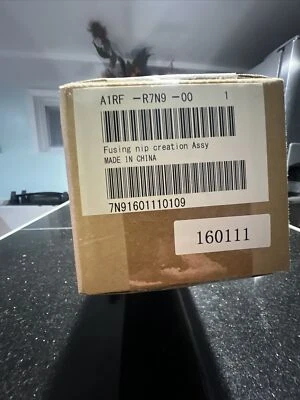 A1RF -R7N9 -00 1
Fusing nip creation Assy
MADE IN CHINA
7N91601110109
160111